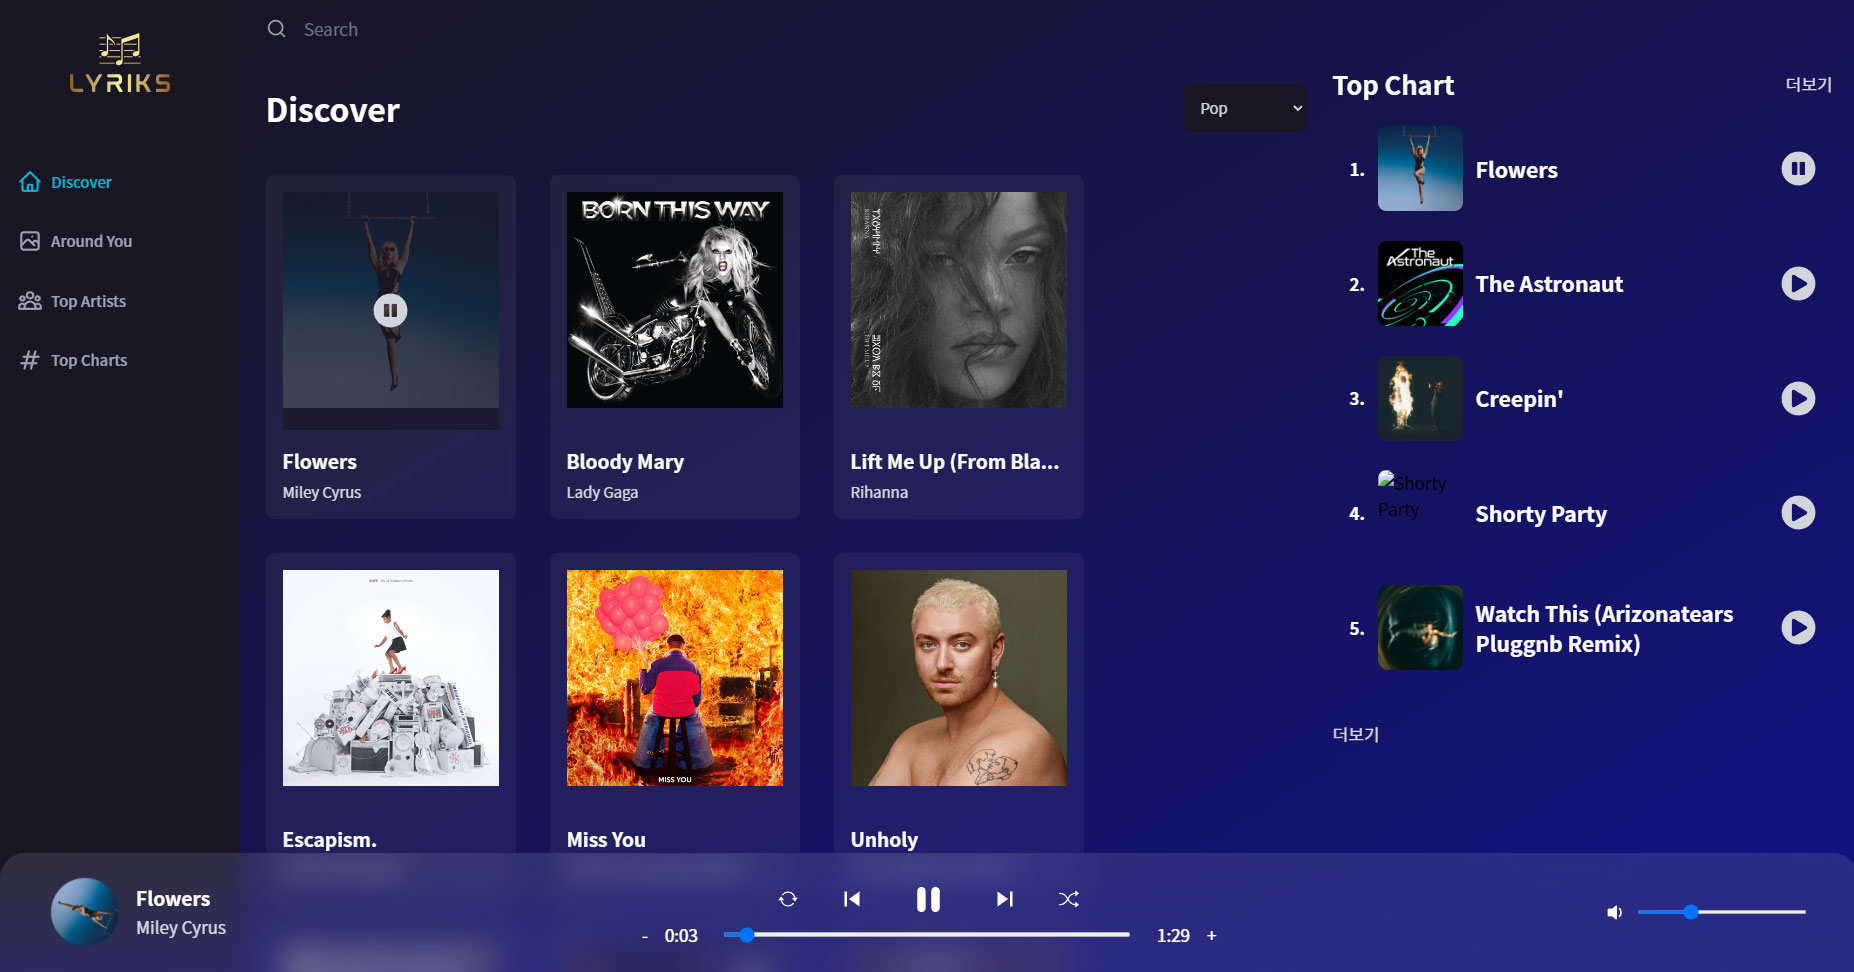 LYRIKS
Discover
Around You
Top Artists
Top Charts
Search
Discover
Pop
BORN THIS WAY
Flowers
Miley Cyrus
Bloody Mary
Lady Gaga
Lift Me Up (From Bla...
Rihanna
MISS YOU
Escapism.
Miss You
Unholy
Top Chart
더보기
1.
Flowers
2.
The
Astronaut
The Astronaut
3.
Creepin'
4.
Shorty
Party
Shorty Party
5.
Watch This (Arizonatears
Pluggnb Remix)
더보기
Flowers
Miley Cyrus
- 0:03
1:29 +